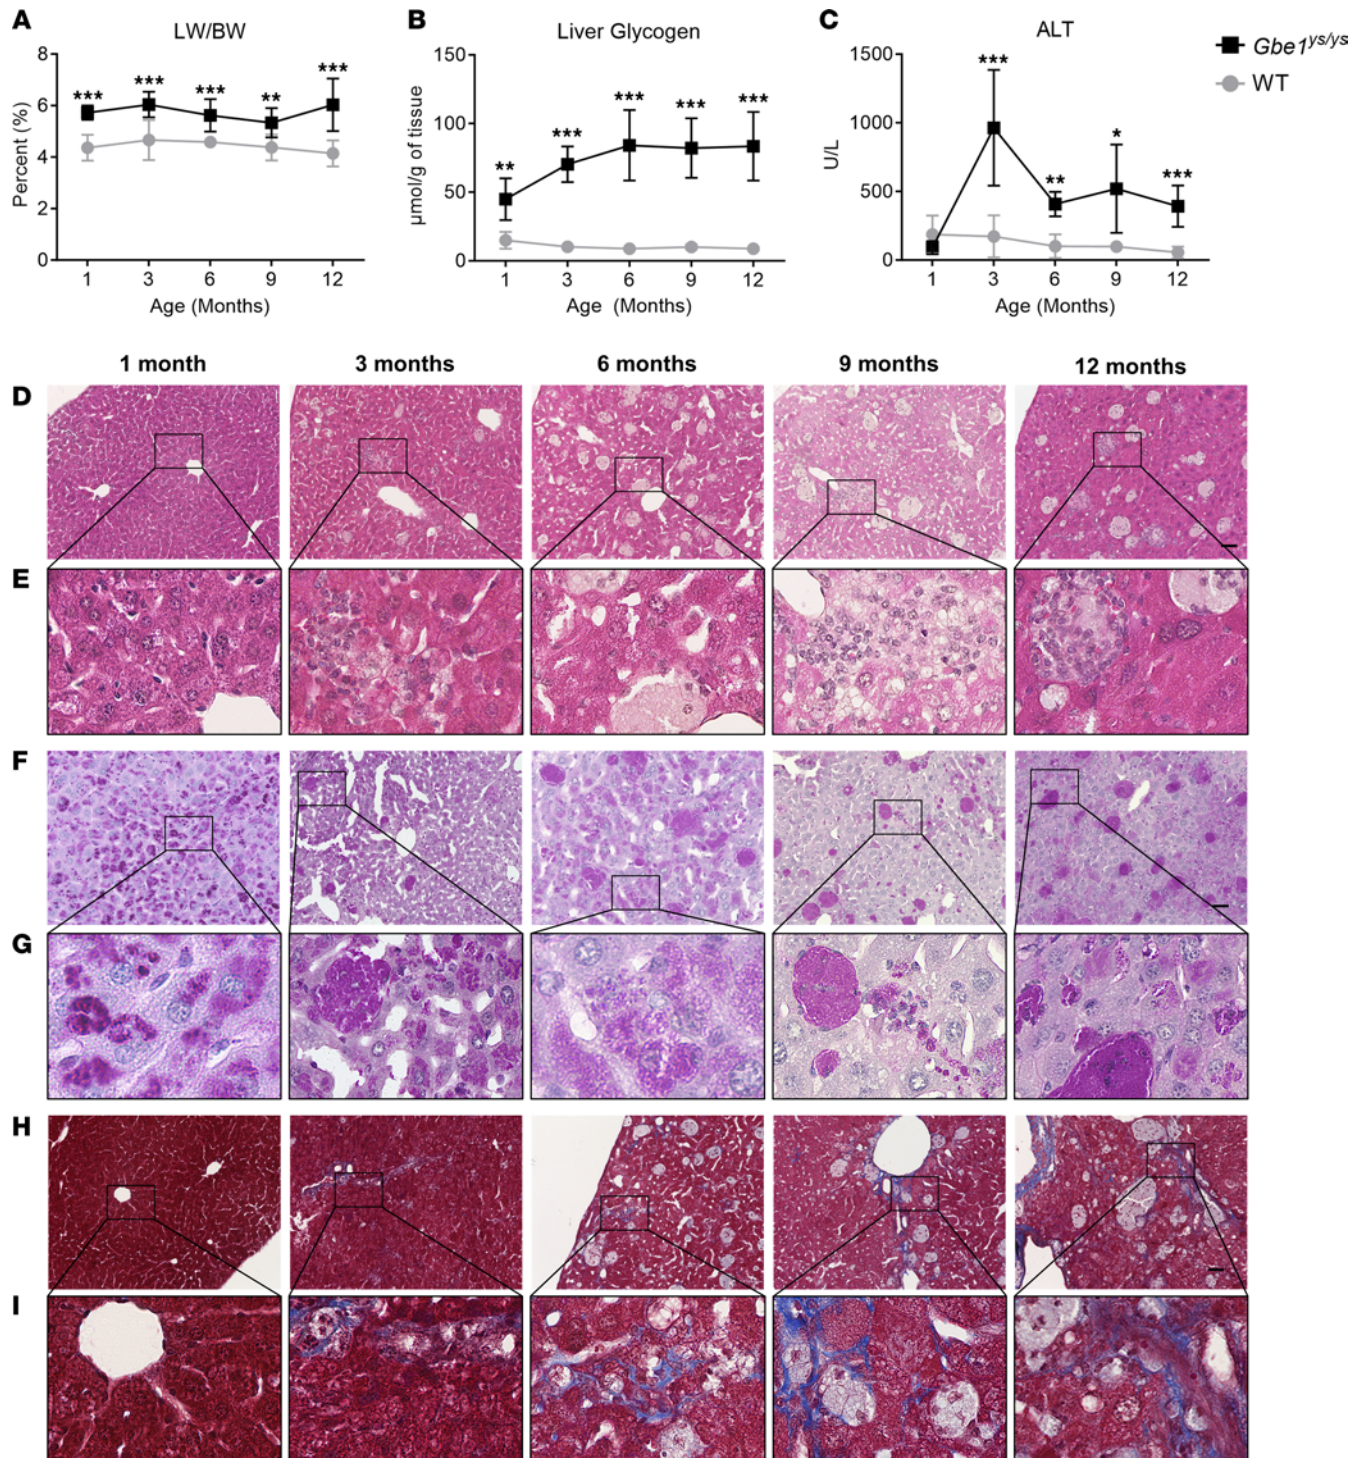 A
LW/BW
Percent (%)
8
6
4
2
0
*** *** *** ** ***
1 3 6 9 12
Age (Months)
B
Liver Glycogen
µmol/g of tissue
150
100
50
0
** *** *** *** ***
1 3 6 9 12
Age (Months)
C
ALT
U/L
1500
1000
500
0
*** ** * ***
1 3 6 9 12
Age (Months)
Gbe1ys/ys
WT
1 month 3 months 6 months 9 months 12 months
D
E
F
G
H
I